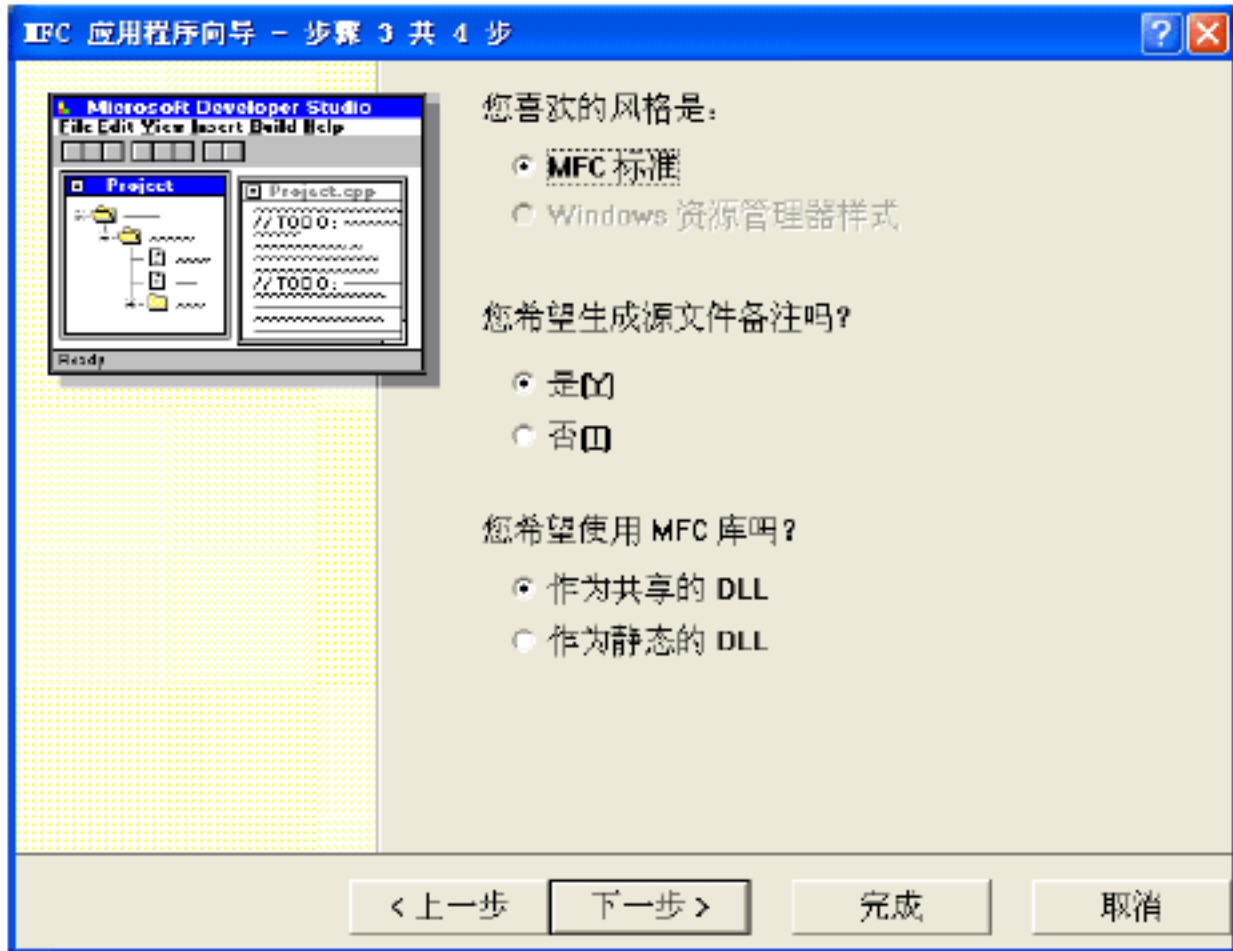 MFC 应用程序向导 - 步骤 3 共 4 步
Microsoft Developer Studio
File Edit View Insert Build Help
Project
Project.cpp
//TODO:
//TODO:
Ready
您喜欢的风格是:
MFC 标准
Windows 资源管理器样式
您希望生成源文件备注吗?
是(Y)
否(T)
您希望使用 MFC 库吗?
作为共享的 DLL
作为静态的 DLL
< 上一步
下一步 >
完成
取消